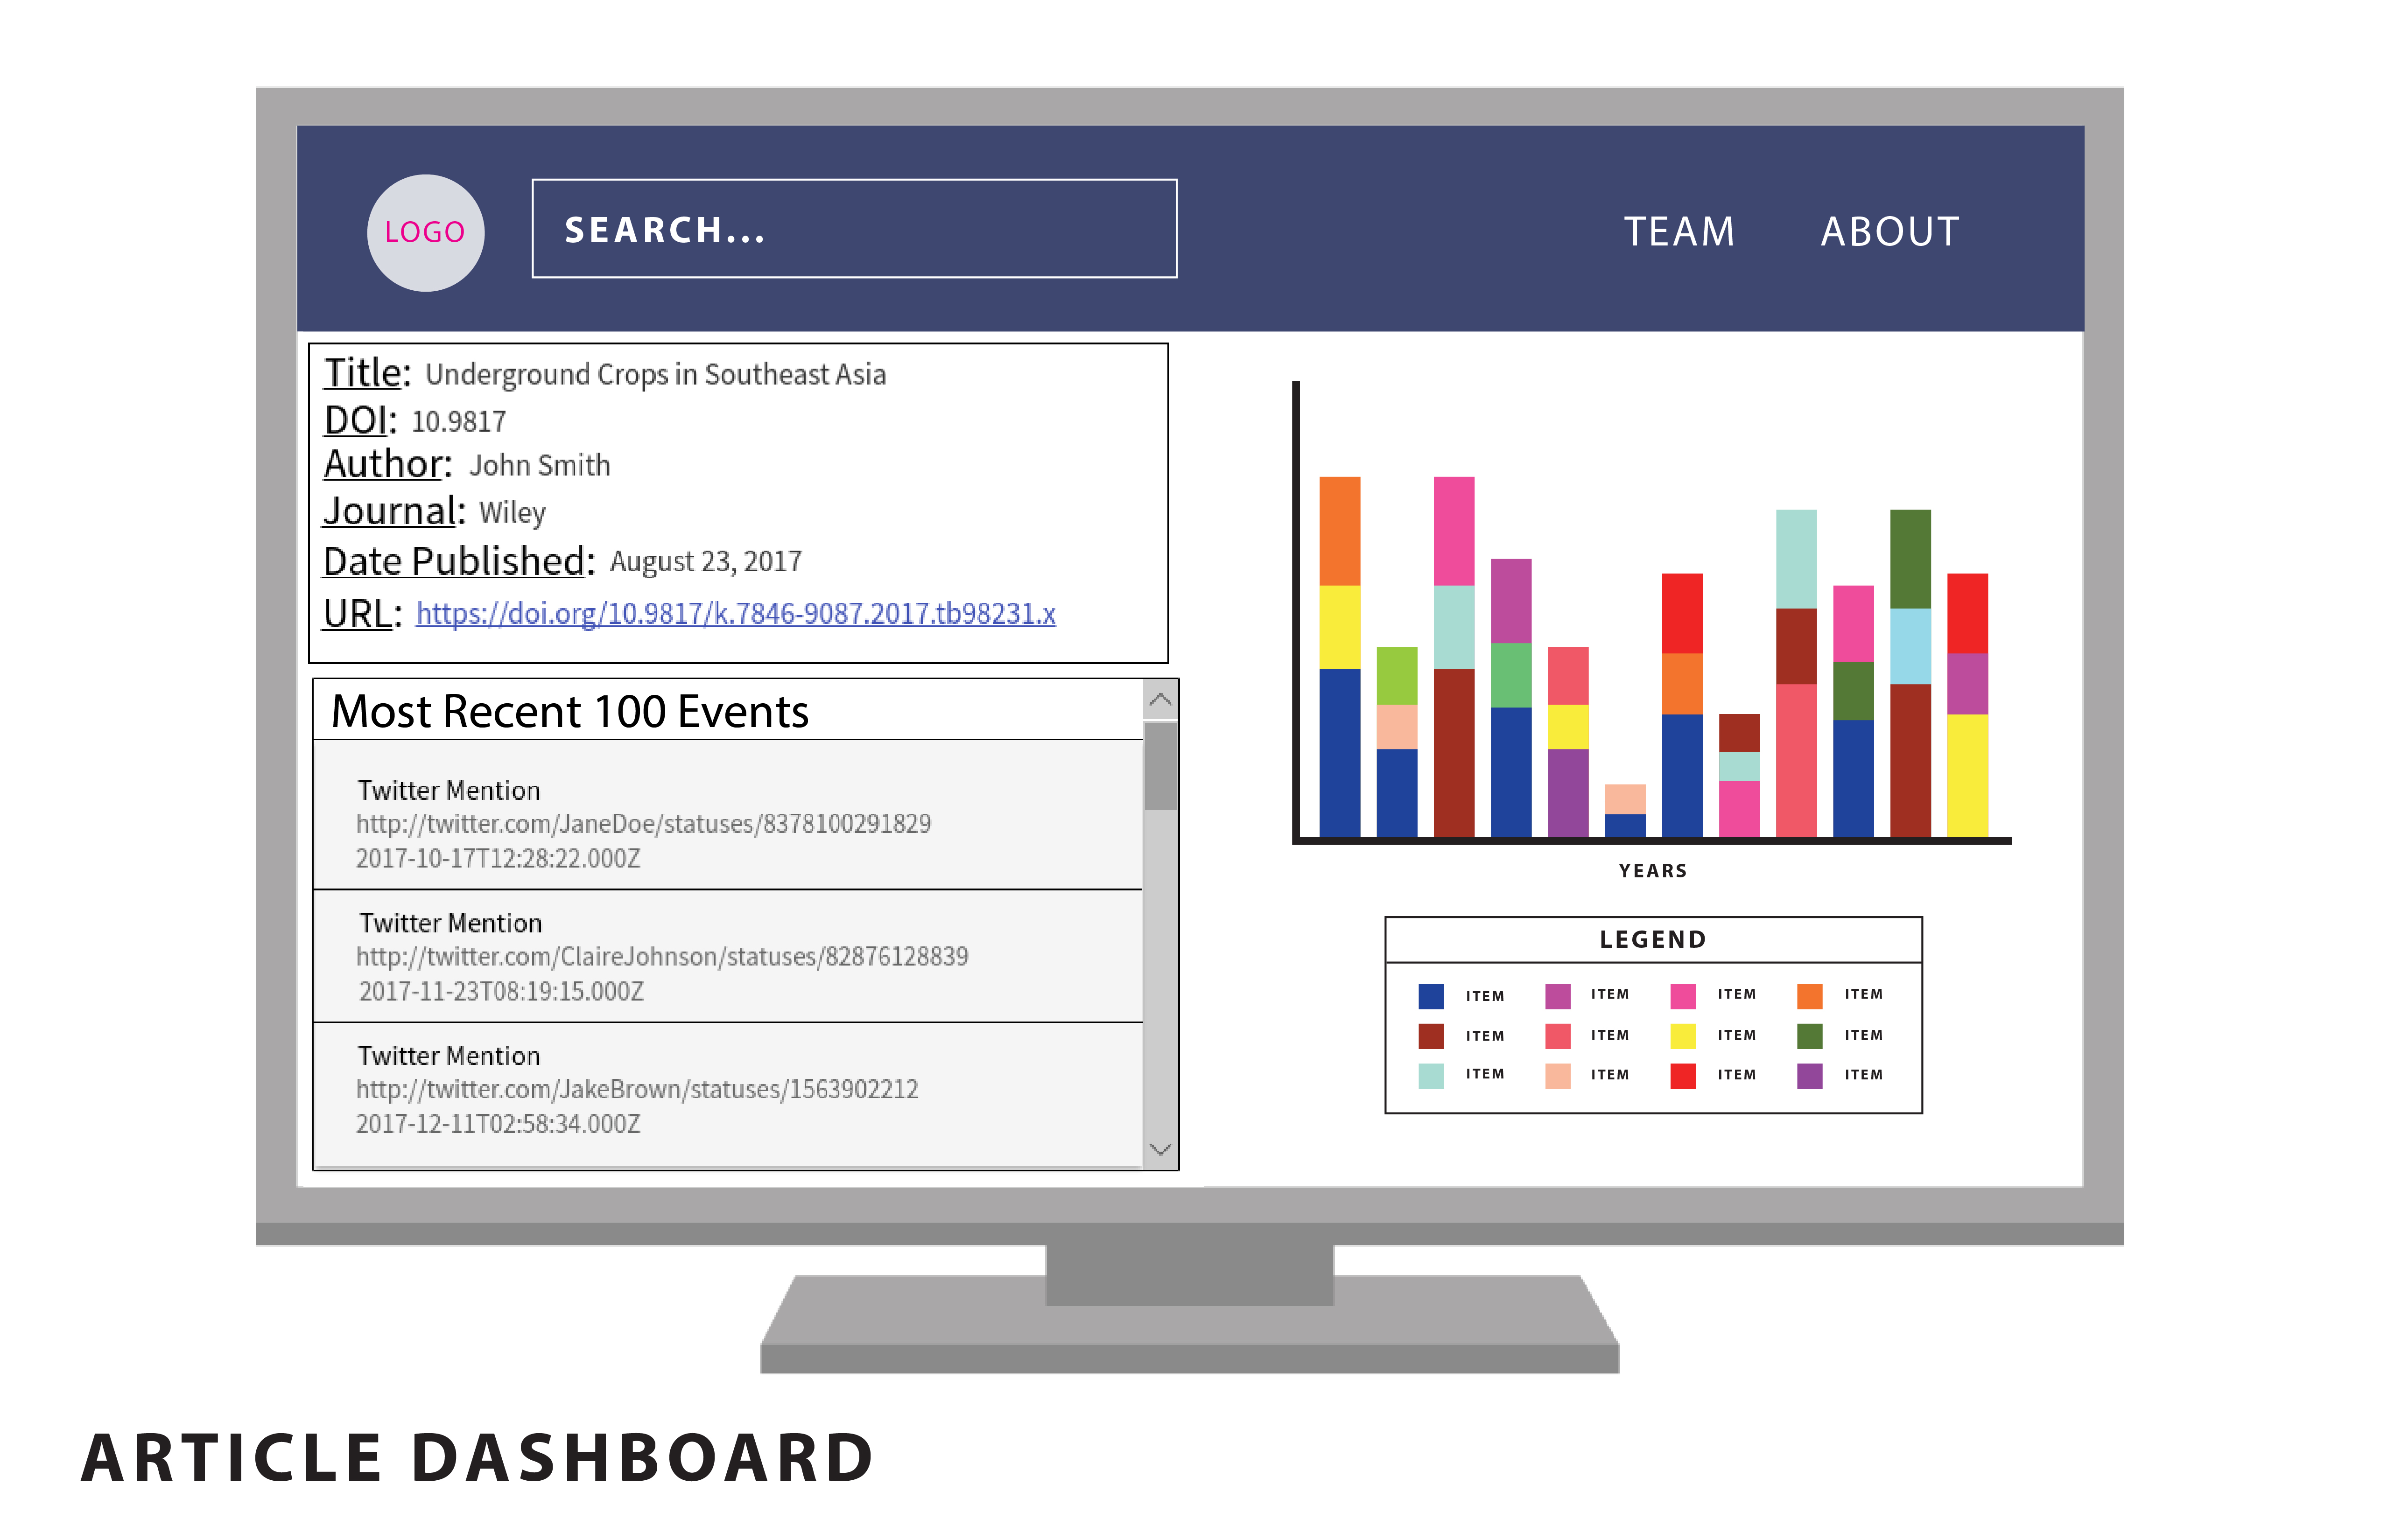 LOGO
SEARCH...
TEAM
ABOUT
Title: Underground Crops in Southeast Asia
DOI: 10.9817
Author: John Smith
Journal: Wiley
Date Published: August 23, 2017
URL: https://doi.org/10.9817/k.7846-9087.2017.tb98231.x
Most Recent 100 Events
Twitter Mention
http://twitter.com/JaneDoe/statuses/8378100291829
2017-10-17T12:28:22.000Z
Twitter Mention
http://twitter.com/ClaireJohnson/statuses/82876128839
2017-11-23T08:19:15.000Z
Twitter Mention
http://twitter.com/JakeBrown/statuses/1563902212
2017-12-11T02:58:34.000Z
YEARS
LEGEND
ITEM ITEM ITEM ITEM
ITEM ITEM ITEM ITEM
ITEM ITEM ITEM ITEM
ARTICLE DASHBOARD